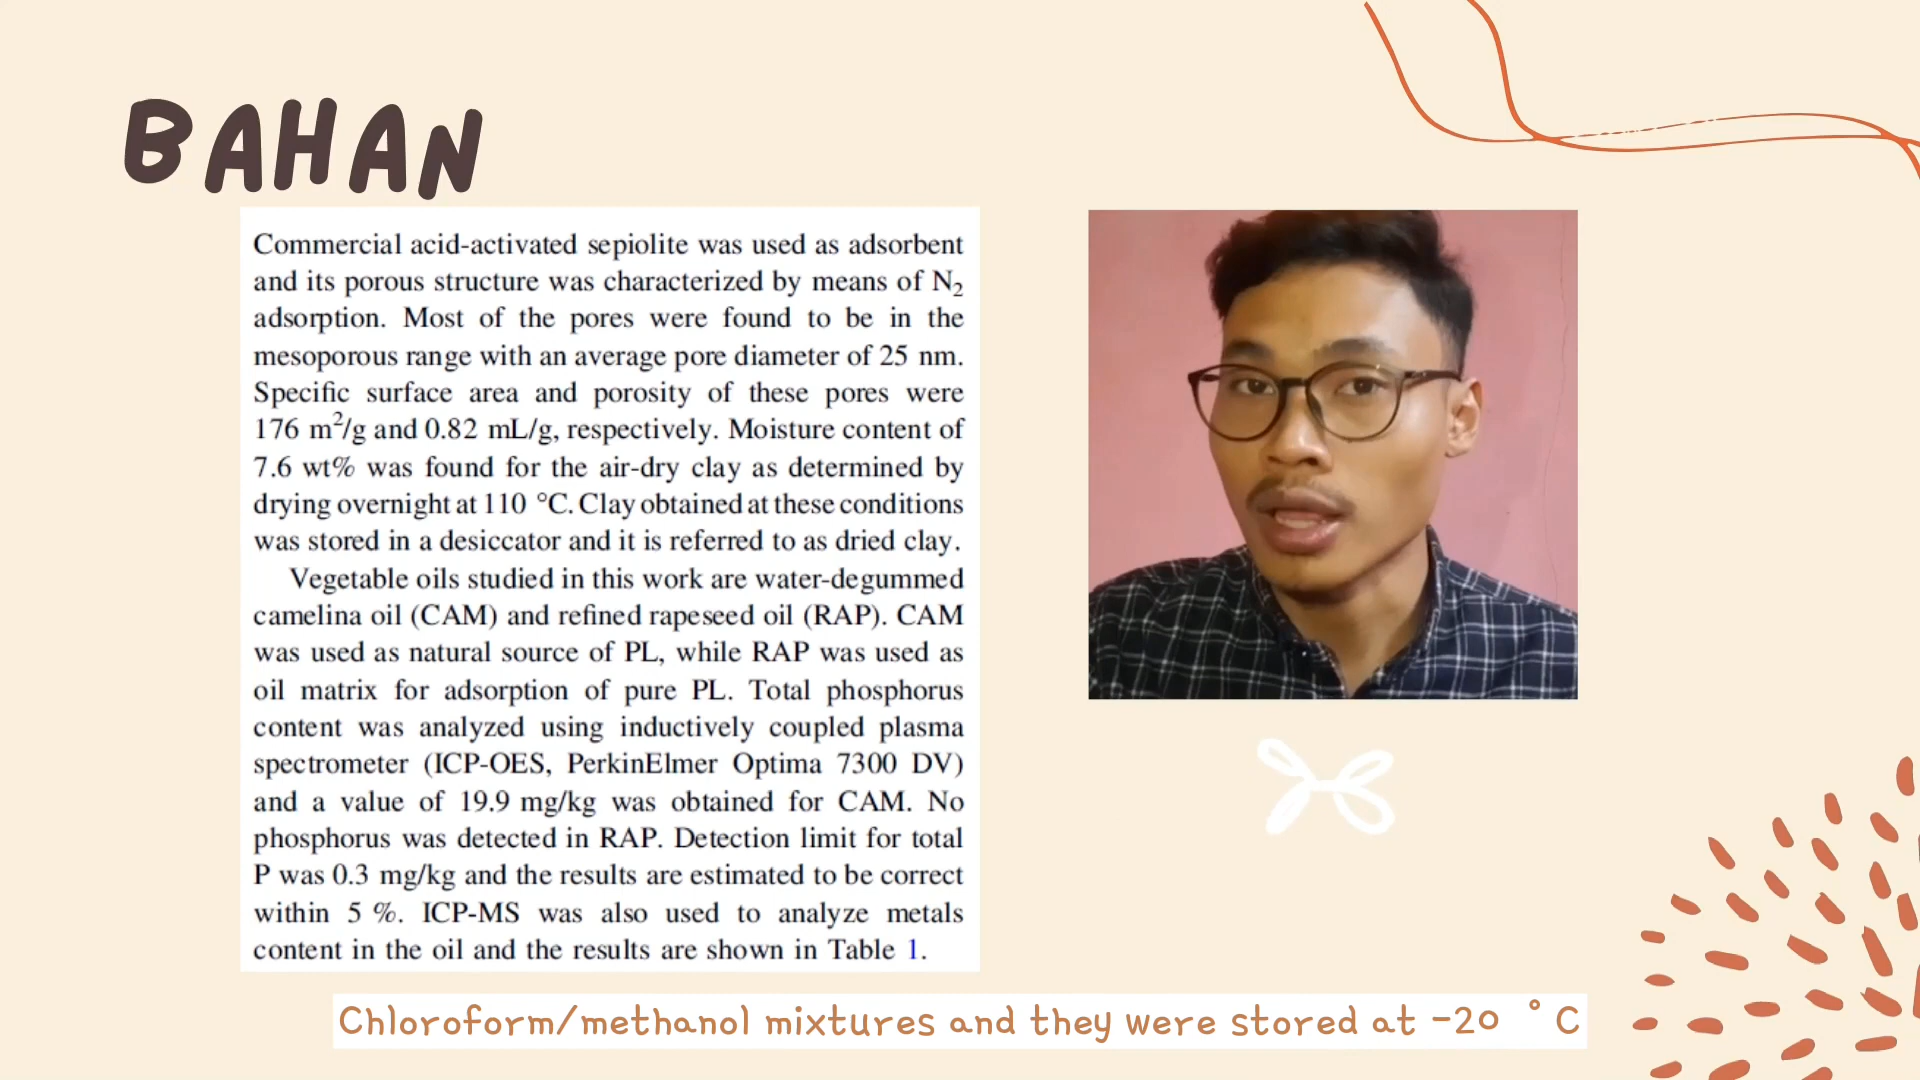 BAHAN
Commercial acid-activated sepiolite was used as adsorbent
and its porous structure was characterized by means of N₂
adsorption. Most of the pores were found to be in the
mesoporous range with an average pore diameter of 25 nm.
Specific surface area and porosity of these pores were
176 m²/g and 0.82 mL/g, respectively. Moisture content of
7.6 wt% was found for the air-dry clay as determined by
drying overnight at 110 °C. Clay obtained at these conditions
was stored in a desiccator and it is referred to as dried clay.
Vegetable oils studied in this work are water-degummed
camelina oil (CAM) and refined rapeseed oil (RAP). CAM
was used as natural source of PL, while RAP was used as
oil matrix for adsorption of pure PL. Total phosphorus
content was analyzed using inductively coupled plasma
spectrometer (ICP-OES, PerkinElmer Optima 7300 DV)
and a value of 19.9 mg/kg was obtained for CAM. No
phosphorus was detected in RAP. Detection limit for total
P was 0.3 mg/kg and the results are estimated to be correct
within 5 %. ICP-MS was also used to analyze metals
content in the oil and the results are shown in Table 1.
Chloroform/methanol mixtures and they were stored at -20 °C